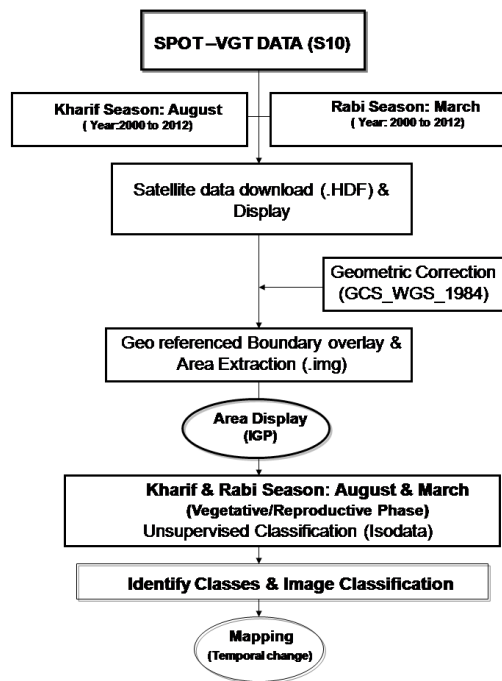 SPOT –VGT DATA (S10)
Kharif Season: August
( Year:2000 to 2012)
Rabi Season: March
( Year: 2000 to 2012)
Satellite data download (.HDF) &
Display
Geometric Correction
(GCS_WGS_1984)
Geo referenced Boundary overlay &
Area Extraction (.img)
Area Display
(IGP)
Kharif & Rabi Season: August & March
(Vegetative/Reproductive Phase)
Unsupervised Classification (Isodata)
Identify Classes & Image Classification
Mapping
(Temporal change)